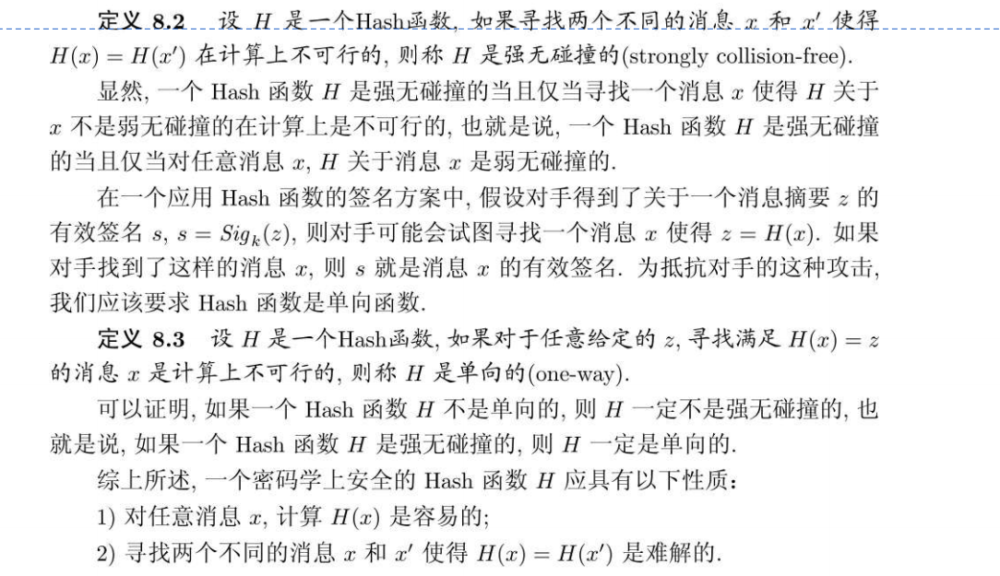 定义 8.2 设 H 是一个Hash函数, 如果寻找两个不同的消息 x 和 x′ 使得
H(x) = H(x′) 在计算上不可行的, 则称 H 是强无碰撞的(strongly collision-free).
显然, 一个 Hash 函数 H 是强无碰撞的当且仅当寻找一个消息 x 使得 H 关于
x 不是弱无碰撞的在计算上是不可行的, 也就是说, 一个 Hash 函数 H 是强无碰撞
的当且仅当对任意消息 x, H 关于消息 x 是弱无碰撞的.
在一个应用 Hash 函数的签名方案中, 假设对手得到了关于一个消息摘要 z 的
有效签名 s, s = Sigₖ(z), 则对手可能会试图寻找一个消息 x 使得 z = H(x). 如果
对手找到了这样的消息 x, 则 s 就是消息 x 的有效签名. 为抵抗对手的这种攻击,
我们应该要求 Hash 函数是单向函数.
定义 8.3 设 H 是一个Hash函数, 如果对于任意给定的 z, 寻找满足 H(x) = z
的消息 x 是计算上不可行的, 则称 H 是单向的(one-way).
可以证明, 如果一个 Hash 函数 H 不是单向的, 则 H 一定不是强无碰撞的, 也
就是说, 如果一个 Hash 函数 H 是强无碰撞的, 则 H 一定是单向的.
综上所述, 一个密码学上安全的 Hash 函数 H 应具有以下性质:
1) 对任意消息 x, 计算 H(x) 是容易的;
2) 寻找两个不同的消息 x 和 x′ 使得 H(x) = H(x′) 是难解的.